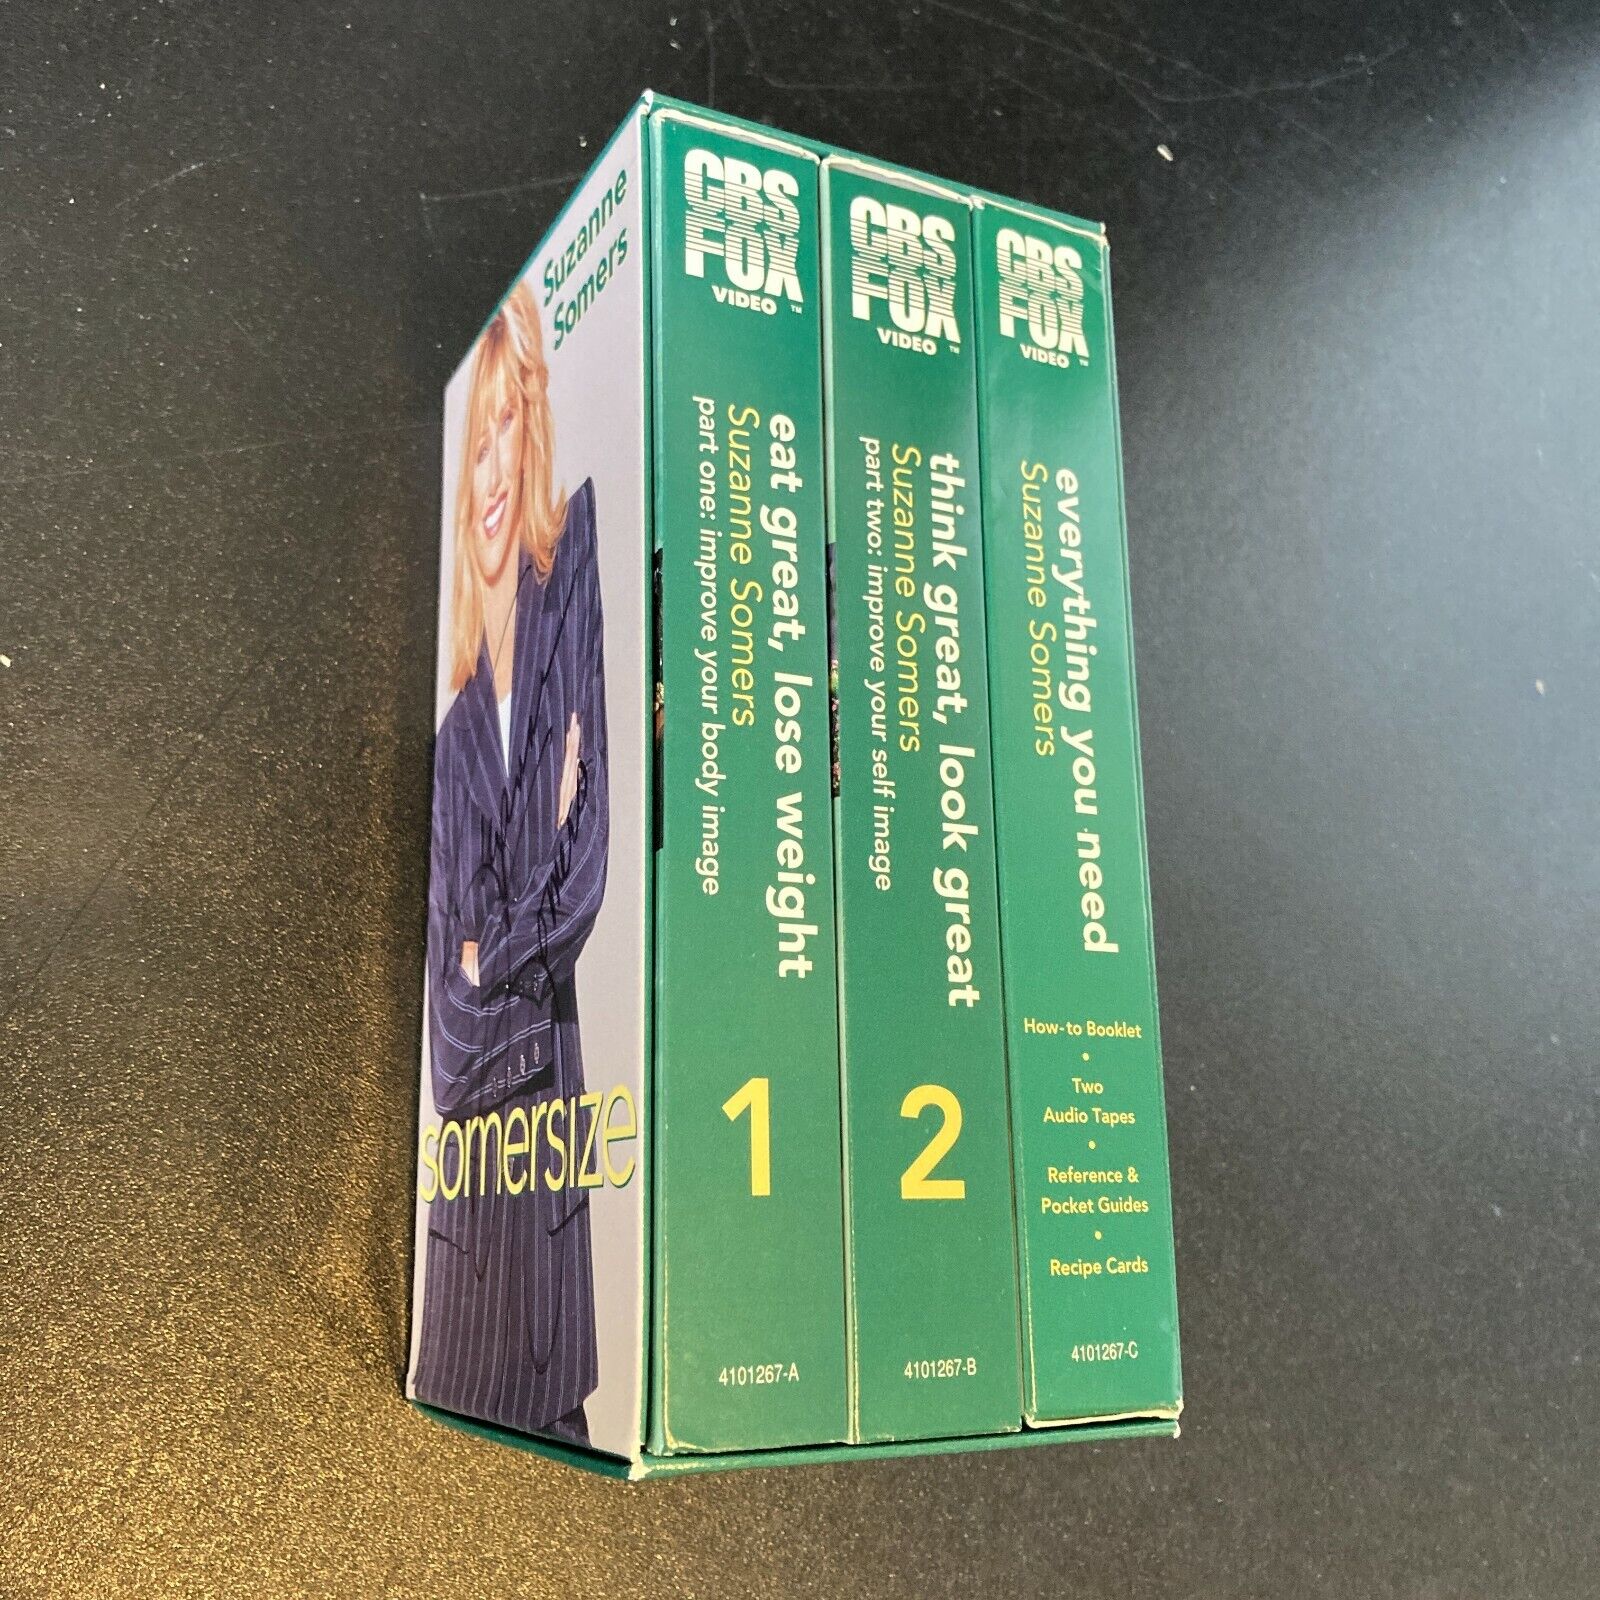 Suzanne
Somers
somersize
CBS
FOX
VIDEO ™
eat great, lose weight
Suzanne Somers
part one: improve your body image
1
4101267-A
CBS
FOX
VIDEO ™
think great, look great
Suzanne Somers
part two: improve your self image
2
4101267-B
CBS
FOX
VIDEO ™
everything you need
Suzanne Somers
How-to Booklet
•
Two
Audio Tapes
•
Reference &
Pocket Guides
•
Recipe Cards
4101267-C